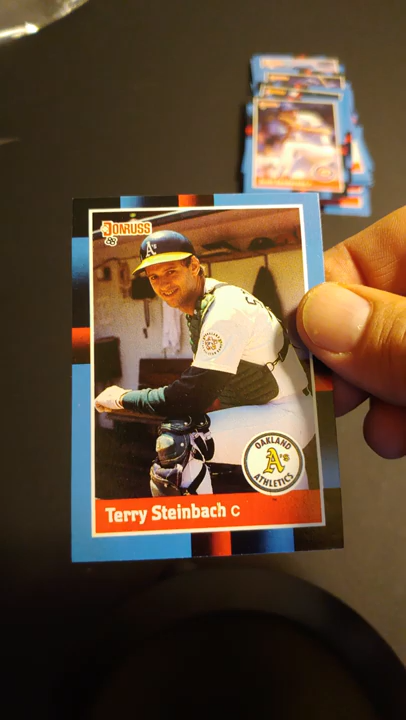 DONRUSS
'88
A's
OAKLAND
A's
ATHLETICS
Terry Steinbach C